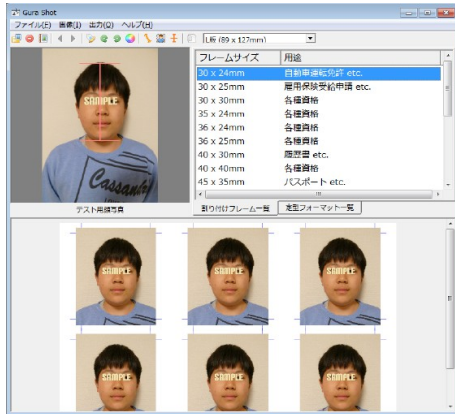 Gura Shot
ファイル(F) 画像(I) 出力(O) ヘルプ(H)
L版 (89 x 127mm)
フレームサイズ 用途
30 x 24mm 自動車運転免許 etc.
30 x 25mm 雇用保険受給申請 etc.
30 x 30mm 各種資格
35 x 24mm 各種資格
36 x 24mm 各種資格
36 x 25mm 各種資格
40 x 30mm 履歴書 etc.
40 x 40mm 各種資格
45 x 35mm パスポート etc.
SAMPLE
Cassandra
テスト用顔写真
割り付けフレーム一覧 定型フォーマット一覧
SAMPLE SAMPLE SAMPLE
SAMPLE SAMPLE SAMPLE